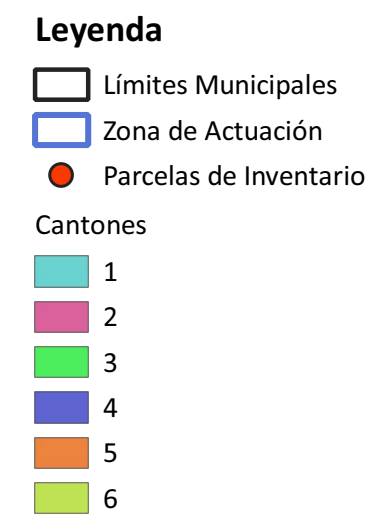 Leyenda
Límites Municipales
Zona de Actuación
Parcelas de Inventario
Cantones
1
2
3
4
5
6